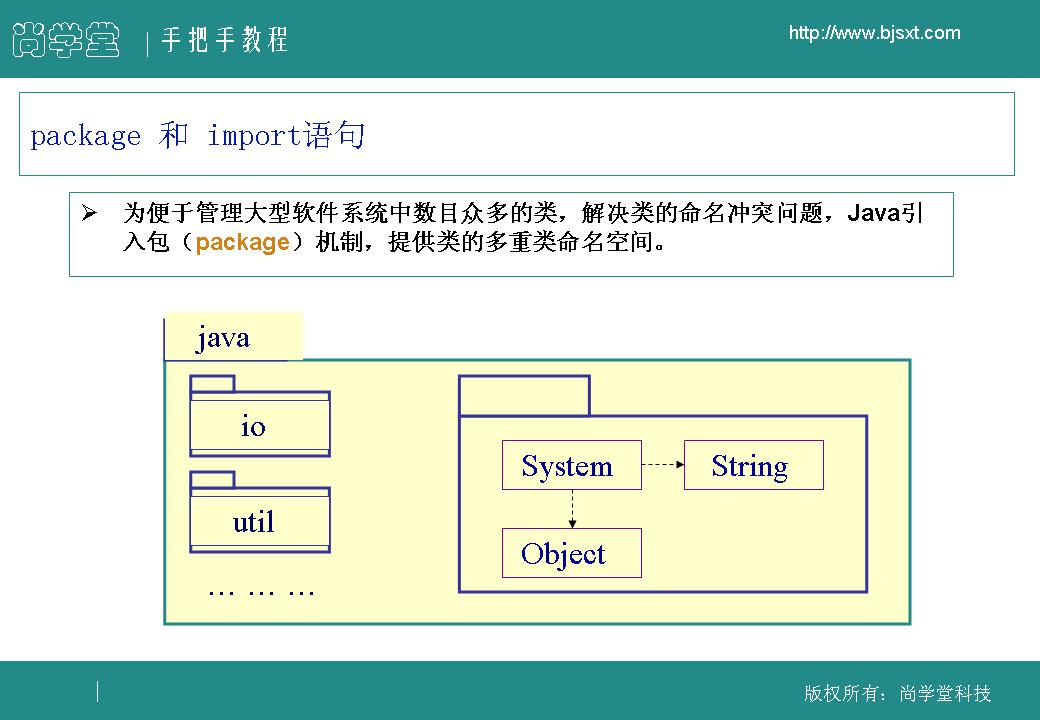 尚学堂
手把手教程
http://www.bjsxt.com
package 和 import语句
为便于管理大型软件系统中数目众多的类，解决类的命名冲突问题，Java引
入包（package）机制，提供类的多重类命名空间。
java
io
System
String
util
Object
… … …
版权所有：尚学堂科技